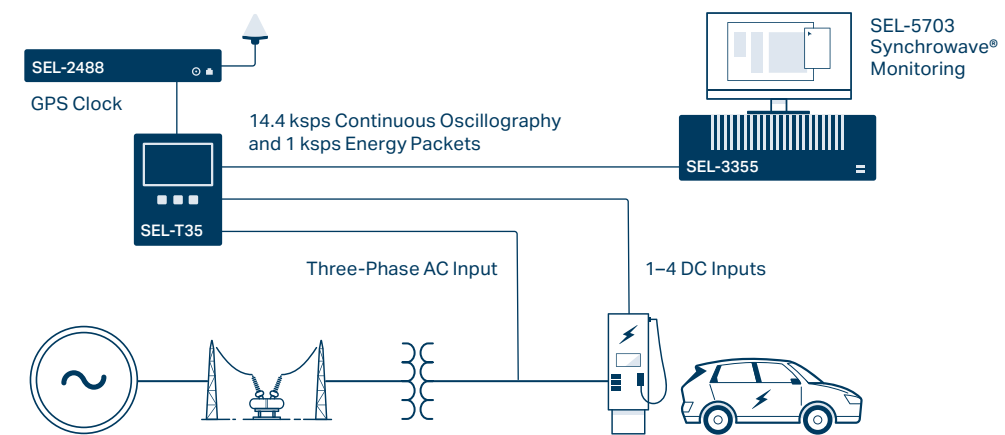 SEL-2488
GPS Clock
SEL-5703
Synchrowave®
Monitoring
14.4 ksps Continuous Oscillography
and 1 ksps Energy Packets
SEL-3355
SEL-T35
Three-Phase AC Input
1–4 DC Inputs